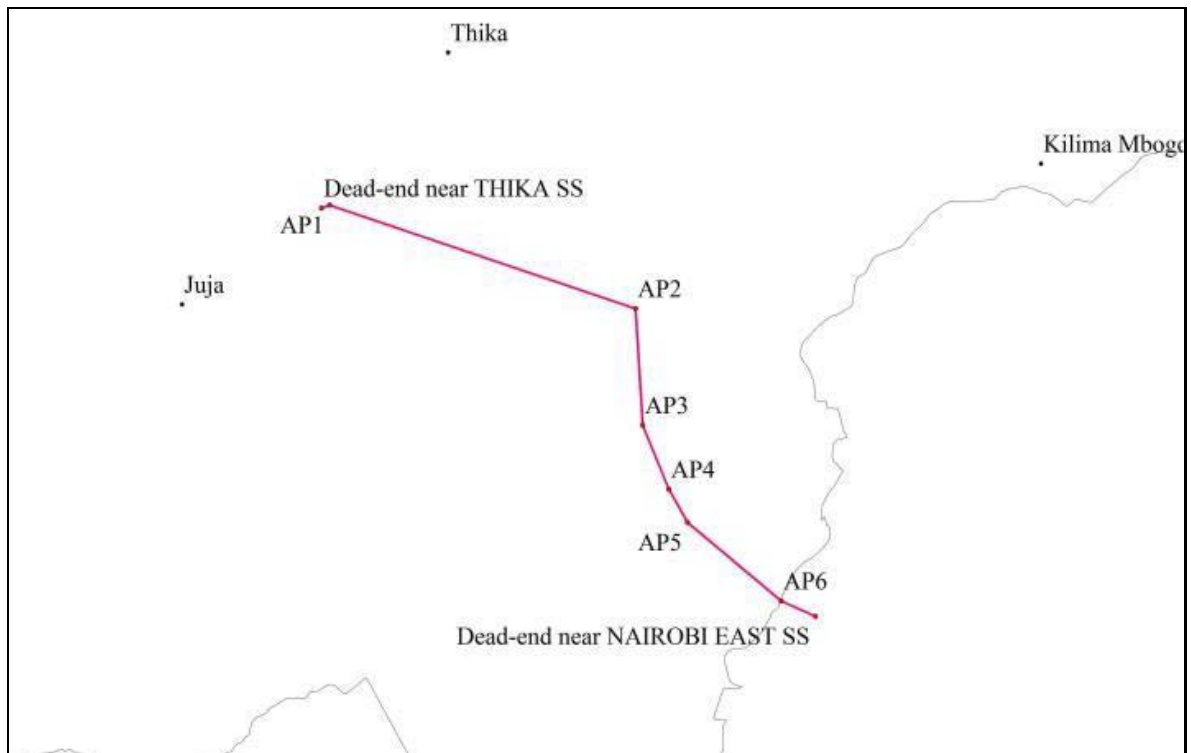 Thika
Kilima Mbogo
Dead-end near THIKA SS
AP1
Juja
AP2
AP3
AP4
AP5
AP6
Dead-end near NAIROBI EAST SS